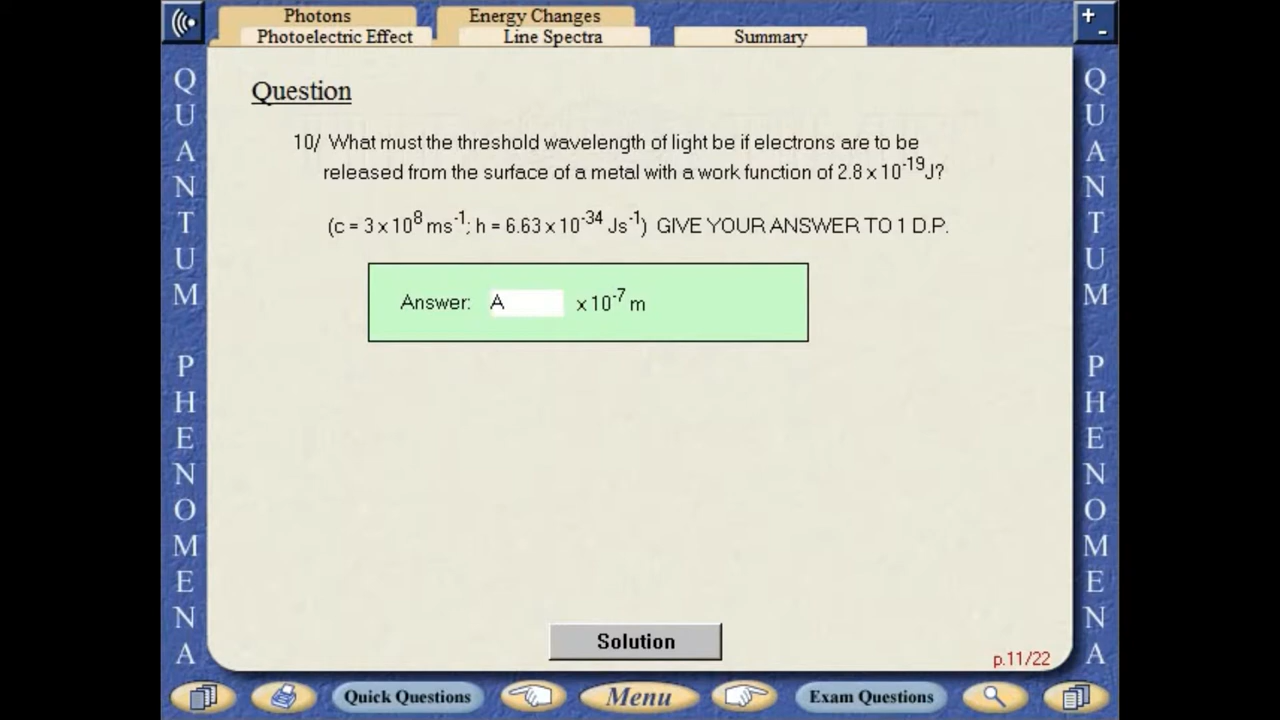 Photons
Energy Changes
+
-
Photoelectric Effect
Line Spectra
Summary
QUANTUM PHENOMENA
Question
10/ What must the threshold wavelength of light be if electrons are to be
released from the surface of a metal with a work function of 2.8 x 10⁻¹⁹J?
(c = 3 x 10⁸ ms⁻¹; h = 6.63 x 10⁻³⁴ Js⁻¹) GIVE YOUR ANSWER TO 1 D.P.
Answer: A x 10⁻⁷ m
Solution
p.11/22
QUANTUM PHENOMENA
Quick Questions
Menu
Exam Questions